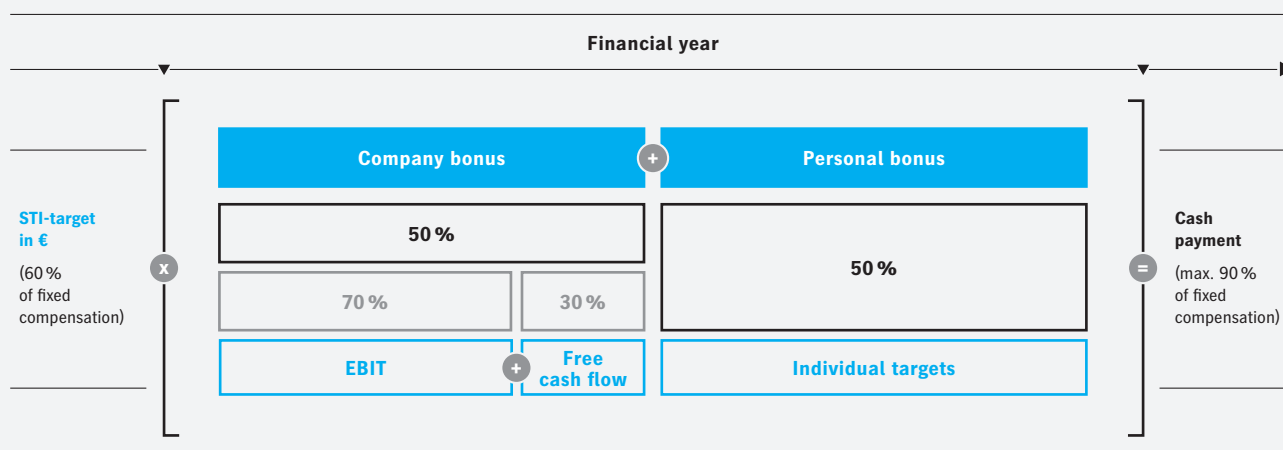 Financial year
Company bonus
+
Personal bonus
STI-target
in €
(60 %
of fixed
compensation)
x
50 %
70 %
30 %
50 %
EBIT
+
Free
cash flow
Individual targets
=
Cash
payment
(max. 90 %
of fixed
compensation)